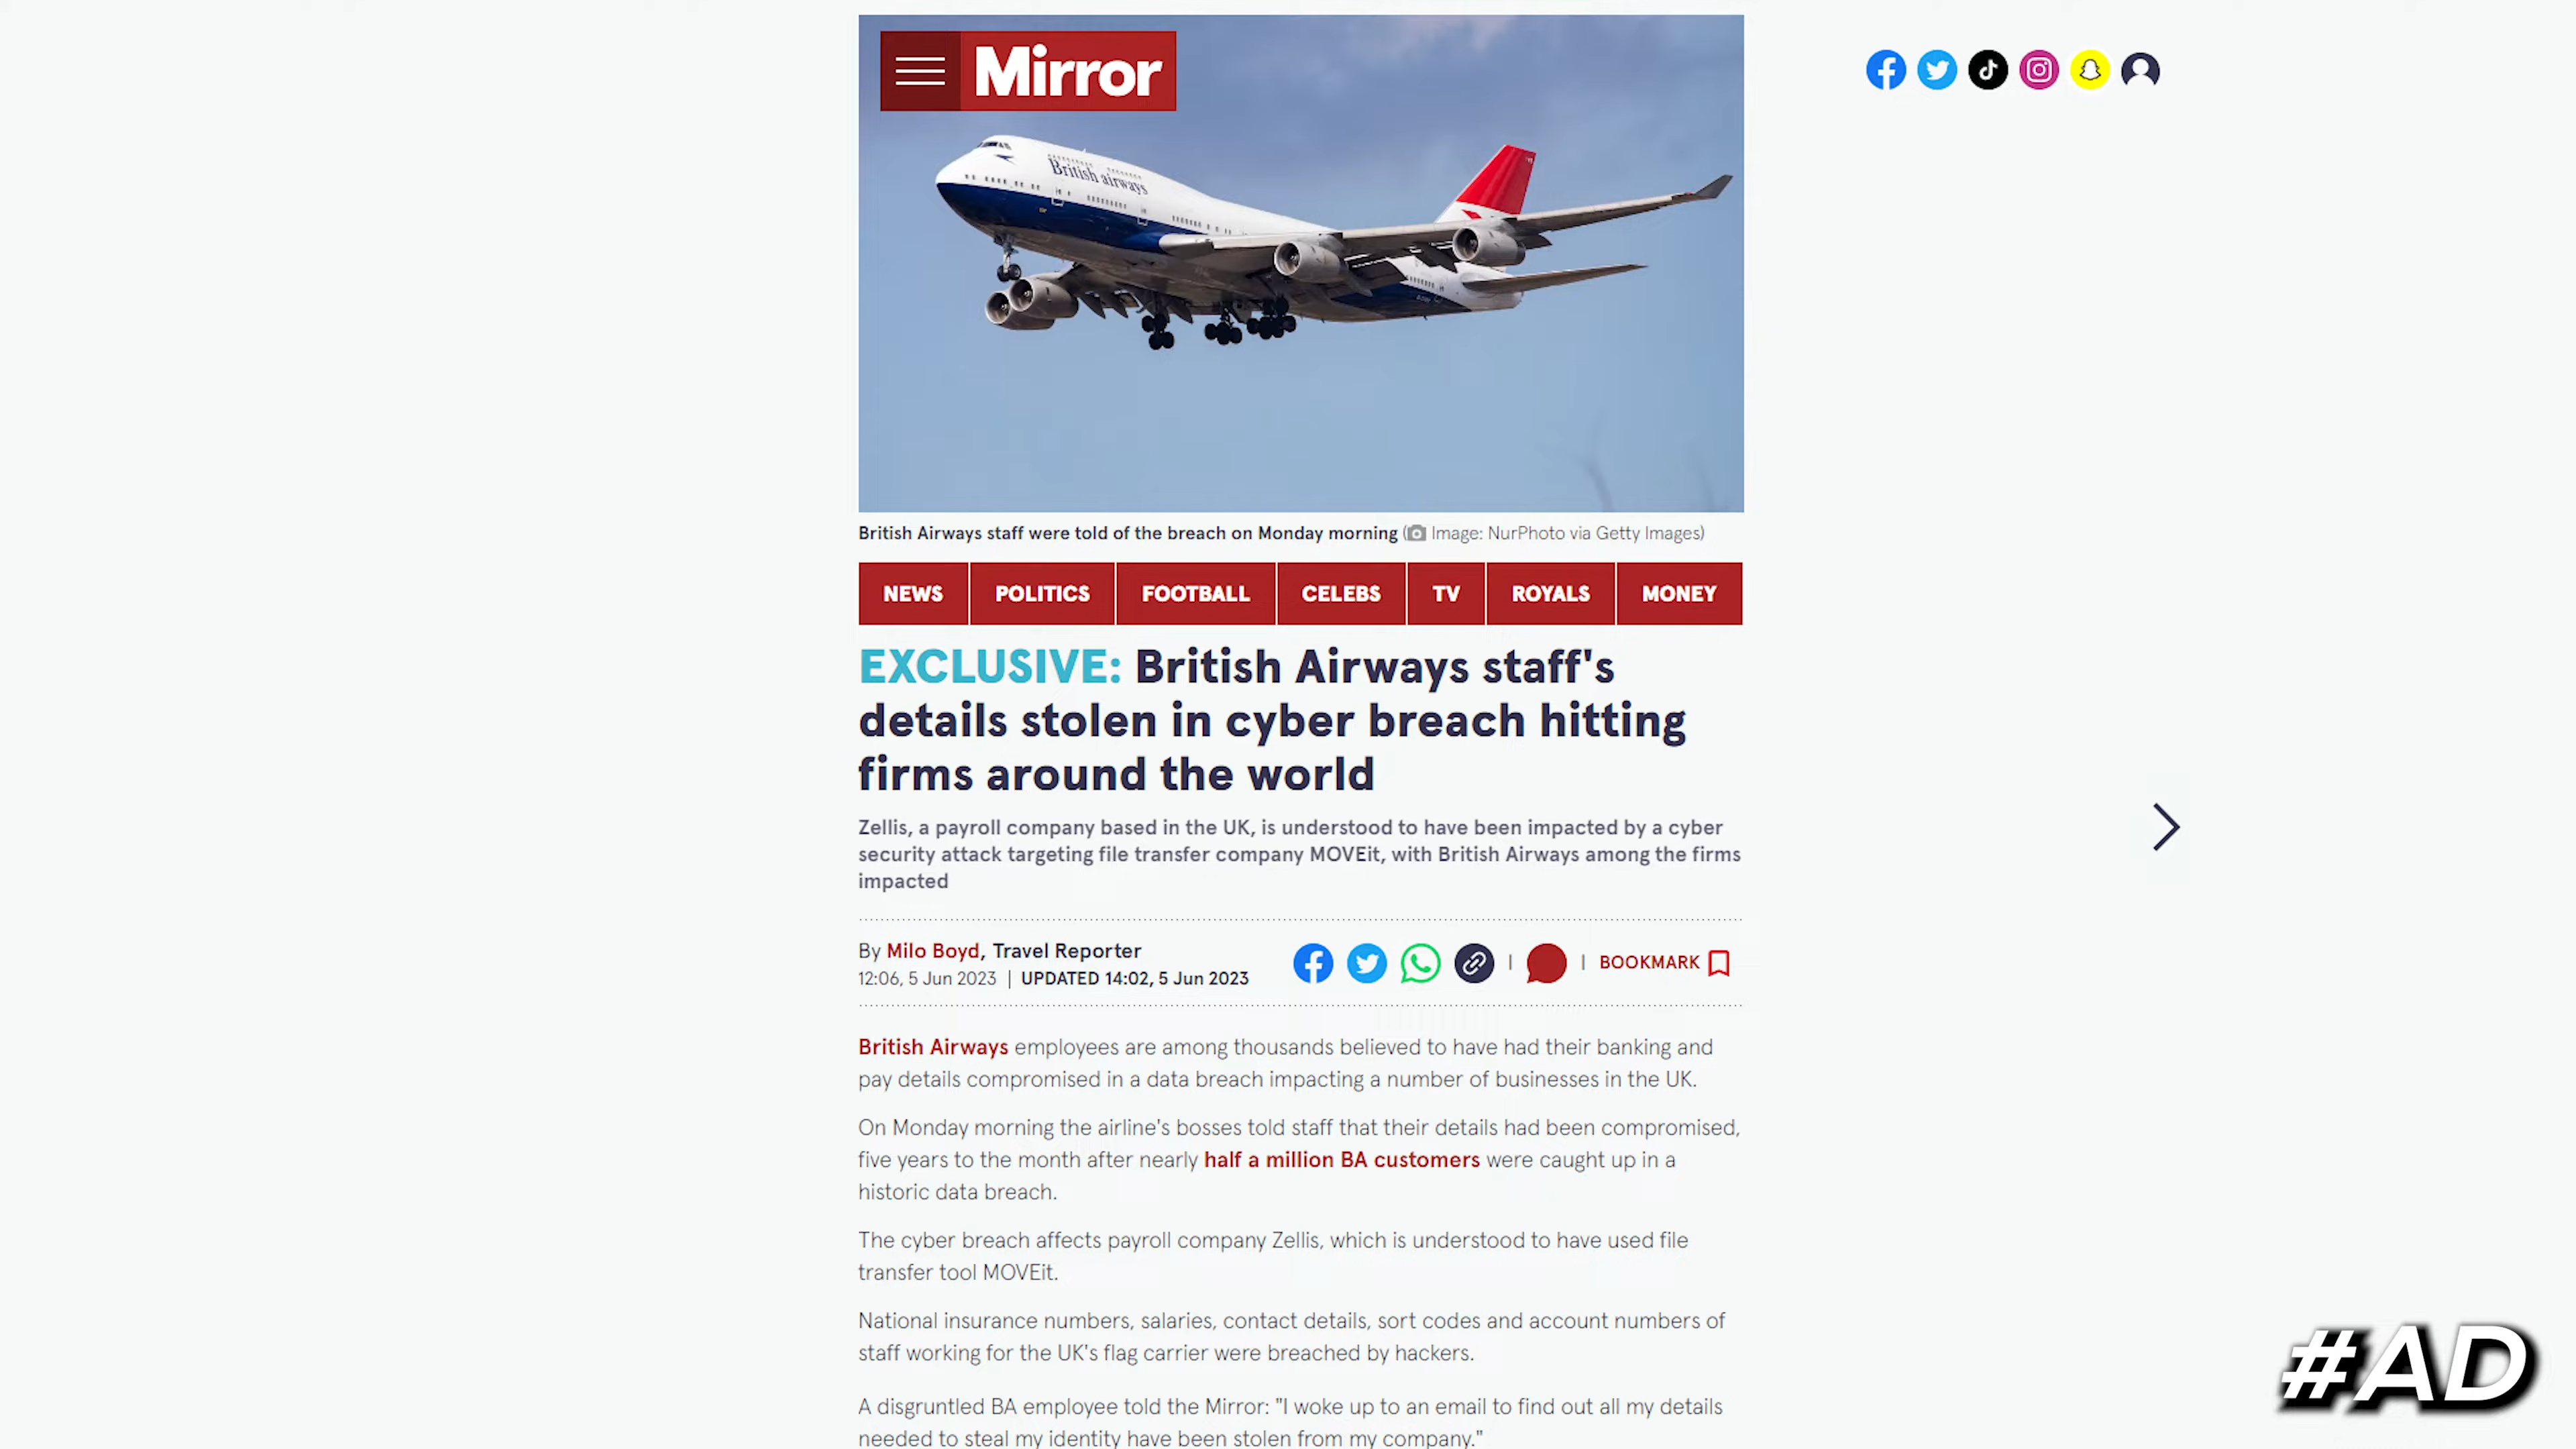 Mirror
British airways
British Airways staff were told of the breach on Monday morning (Image: NurPhoto via Getty Images)
NEWS POLITICS FOOTBALL CELEBS TV ROYALS MONEY
EXCLUSIVE: British Airways staff's
details stolen in cyber breach hitting
firms around the world
Zellis, a payroll company based in the UK, is understood to have been impacted by a cyber
security attack targeting file transfer company MOVEit, with British Airways among the firms
impacted
By Milo Boyd, Travel Reporter
12:06, 5 Jun 2023 | UPDATED 14:02, 5 Jun 2023
BOOKMARK
British Airways employees are among thousands believed to have had their banking and
pay details compromised in a data breach impacting a number of businesses in the UK.
On Monday morning the airline's bosses told staff that their details had been compromised,
five years to the month after nearly half a million BA customers were caught up in a
historic data breach.
The cyber breach affects payroll company Zellis, which is understood to have used file
transfer tool MOVEit.
National insurance numbers, salaries, contact details, sort codes and account numbers of
staff working for the UK's flag carrier were breached by hackers.
A disgruntled BA employee told the Mirror: "I woke up to an email to find out all my details
needed to steal my identity have been stolen from my company."
#AD